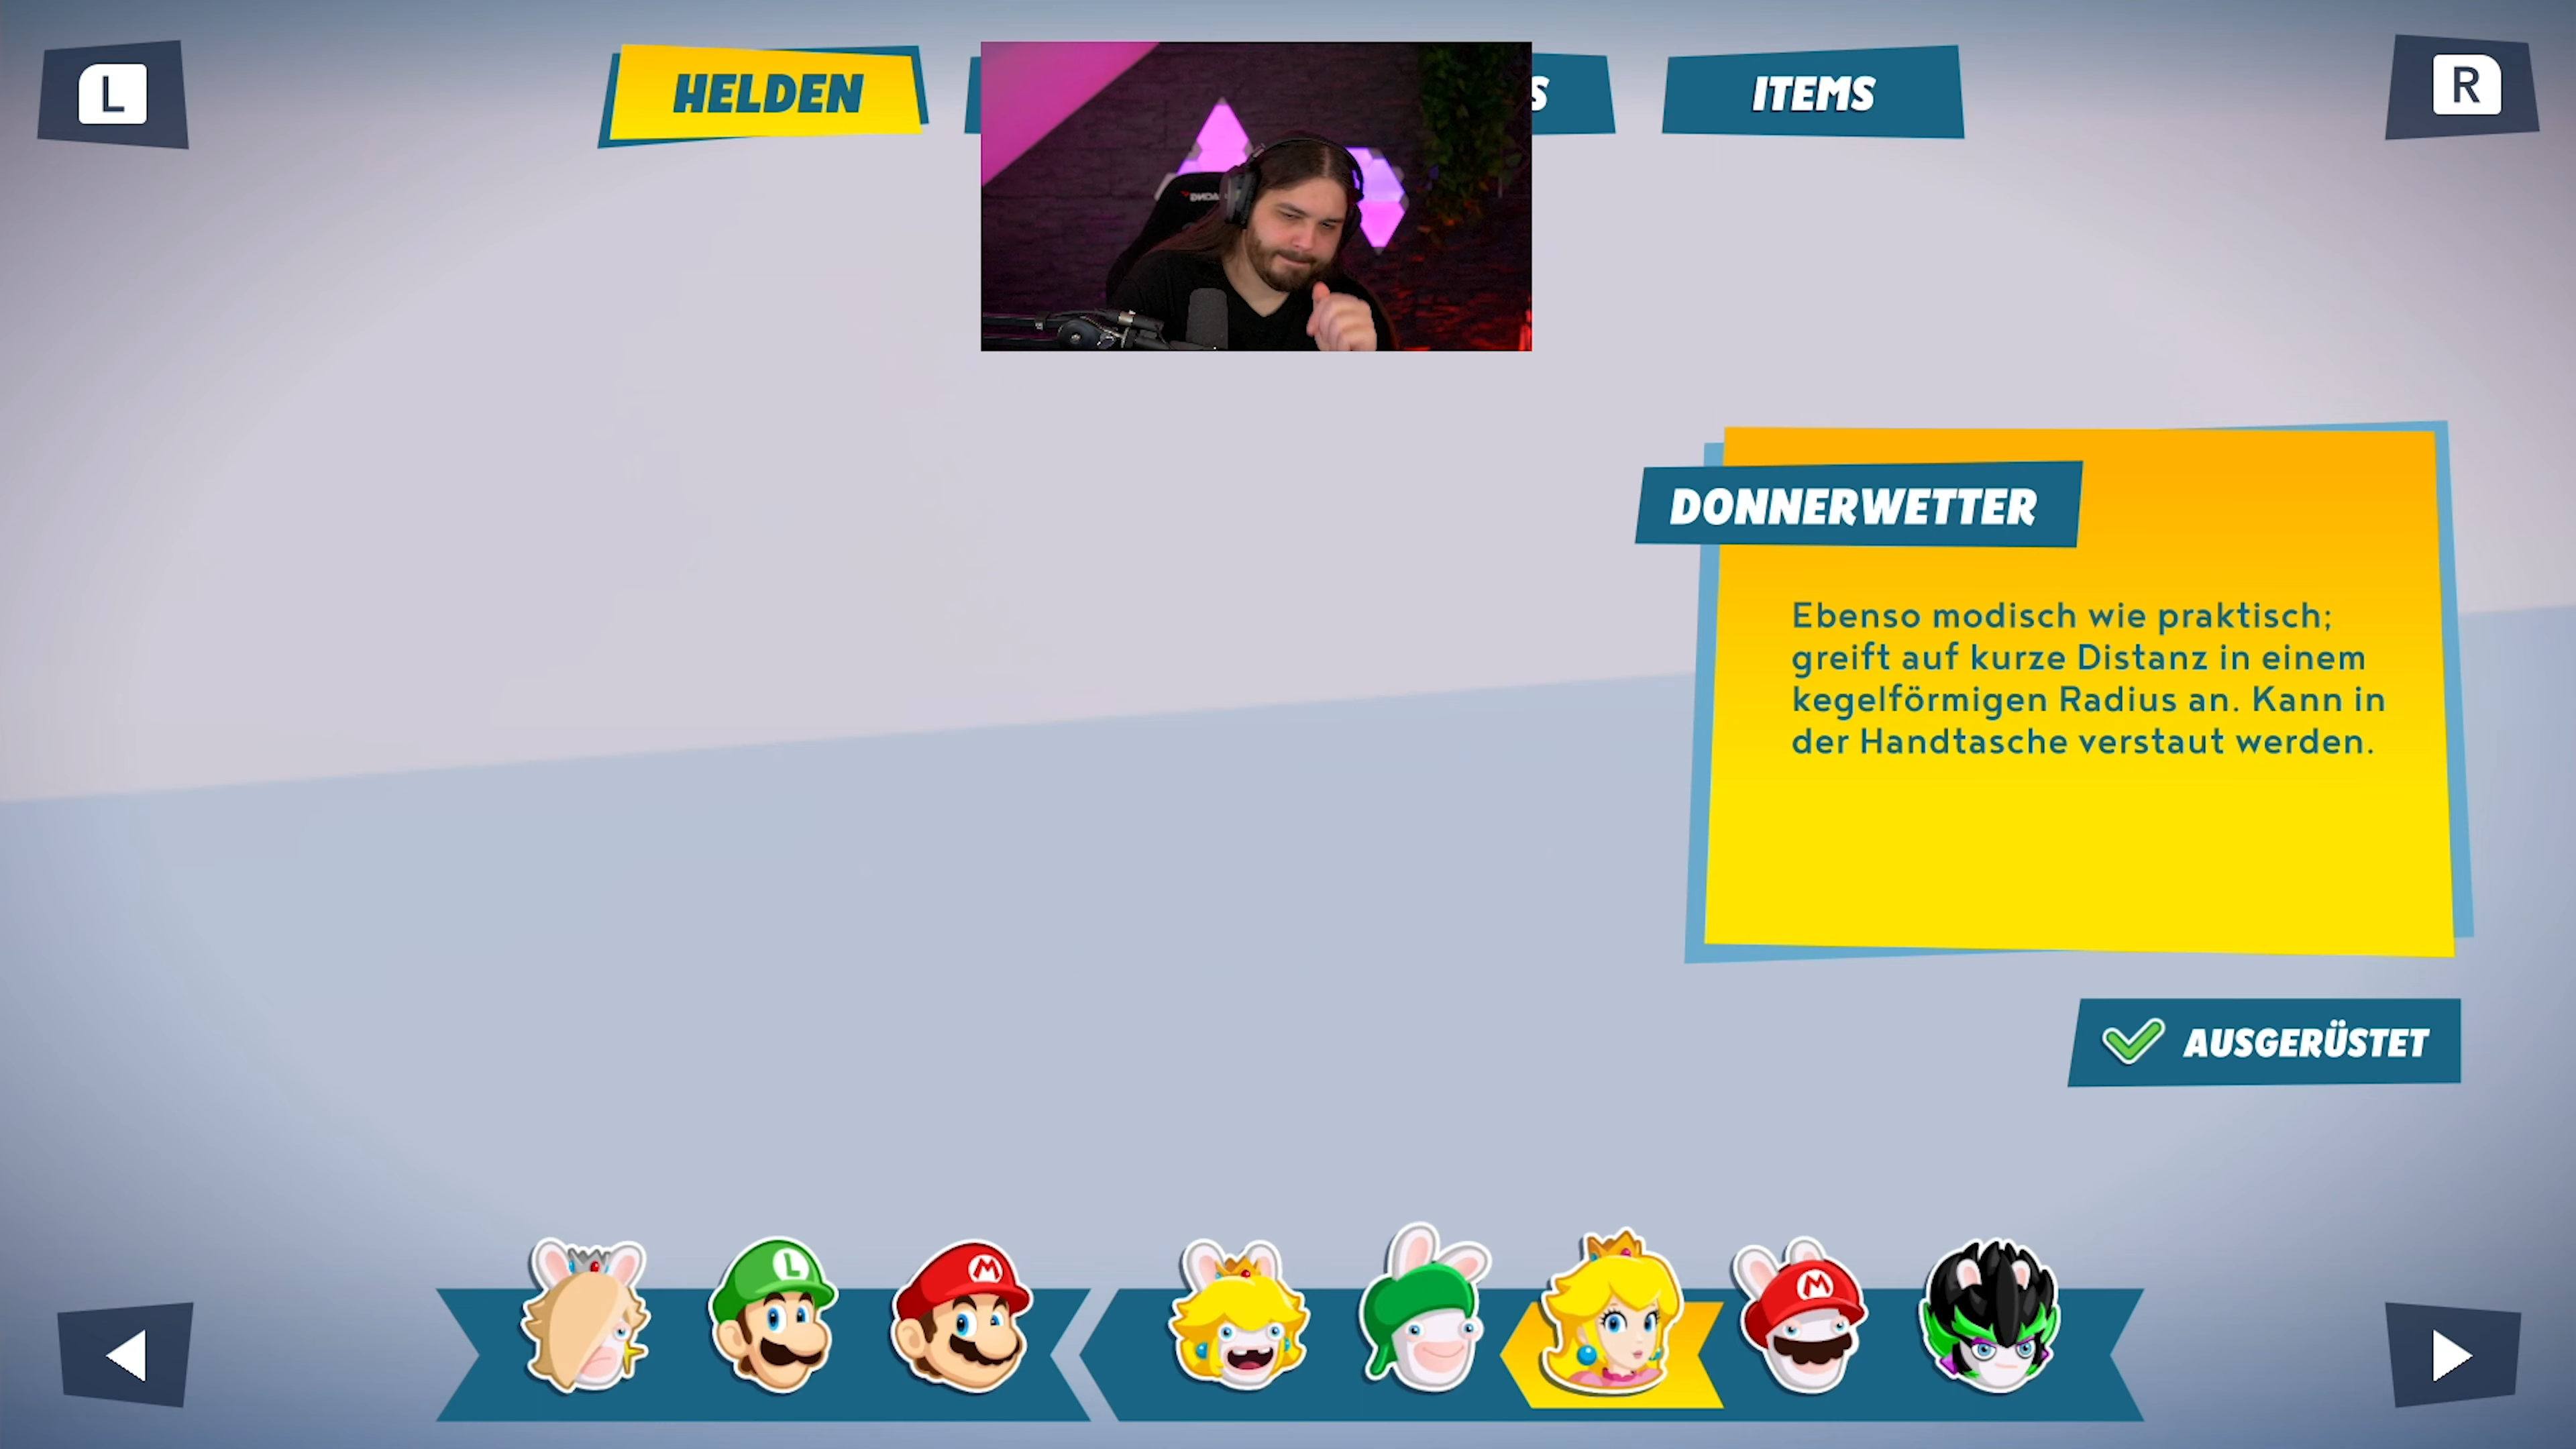 L
HELDEN
S
ITEMS
R
DONNERWETTER
Ebenso modisch wie praktisch;
greift auf kurze Distanz in einem
kegelförmigen Radius an. Kann in
der Handtasche verstaut werden.
AUSGERÜSTET
L
M
M